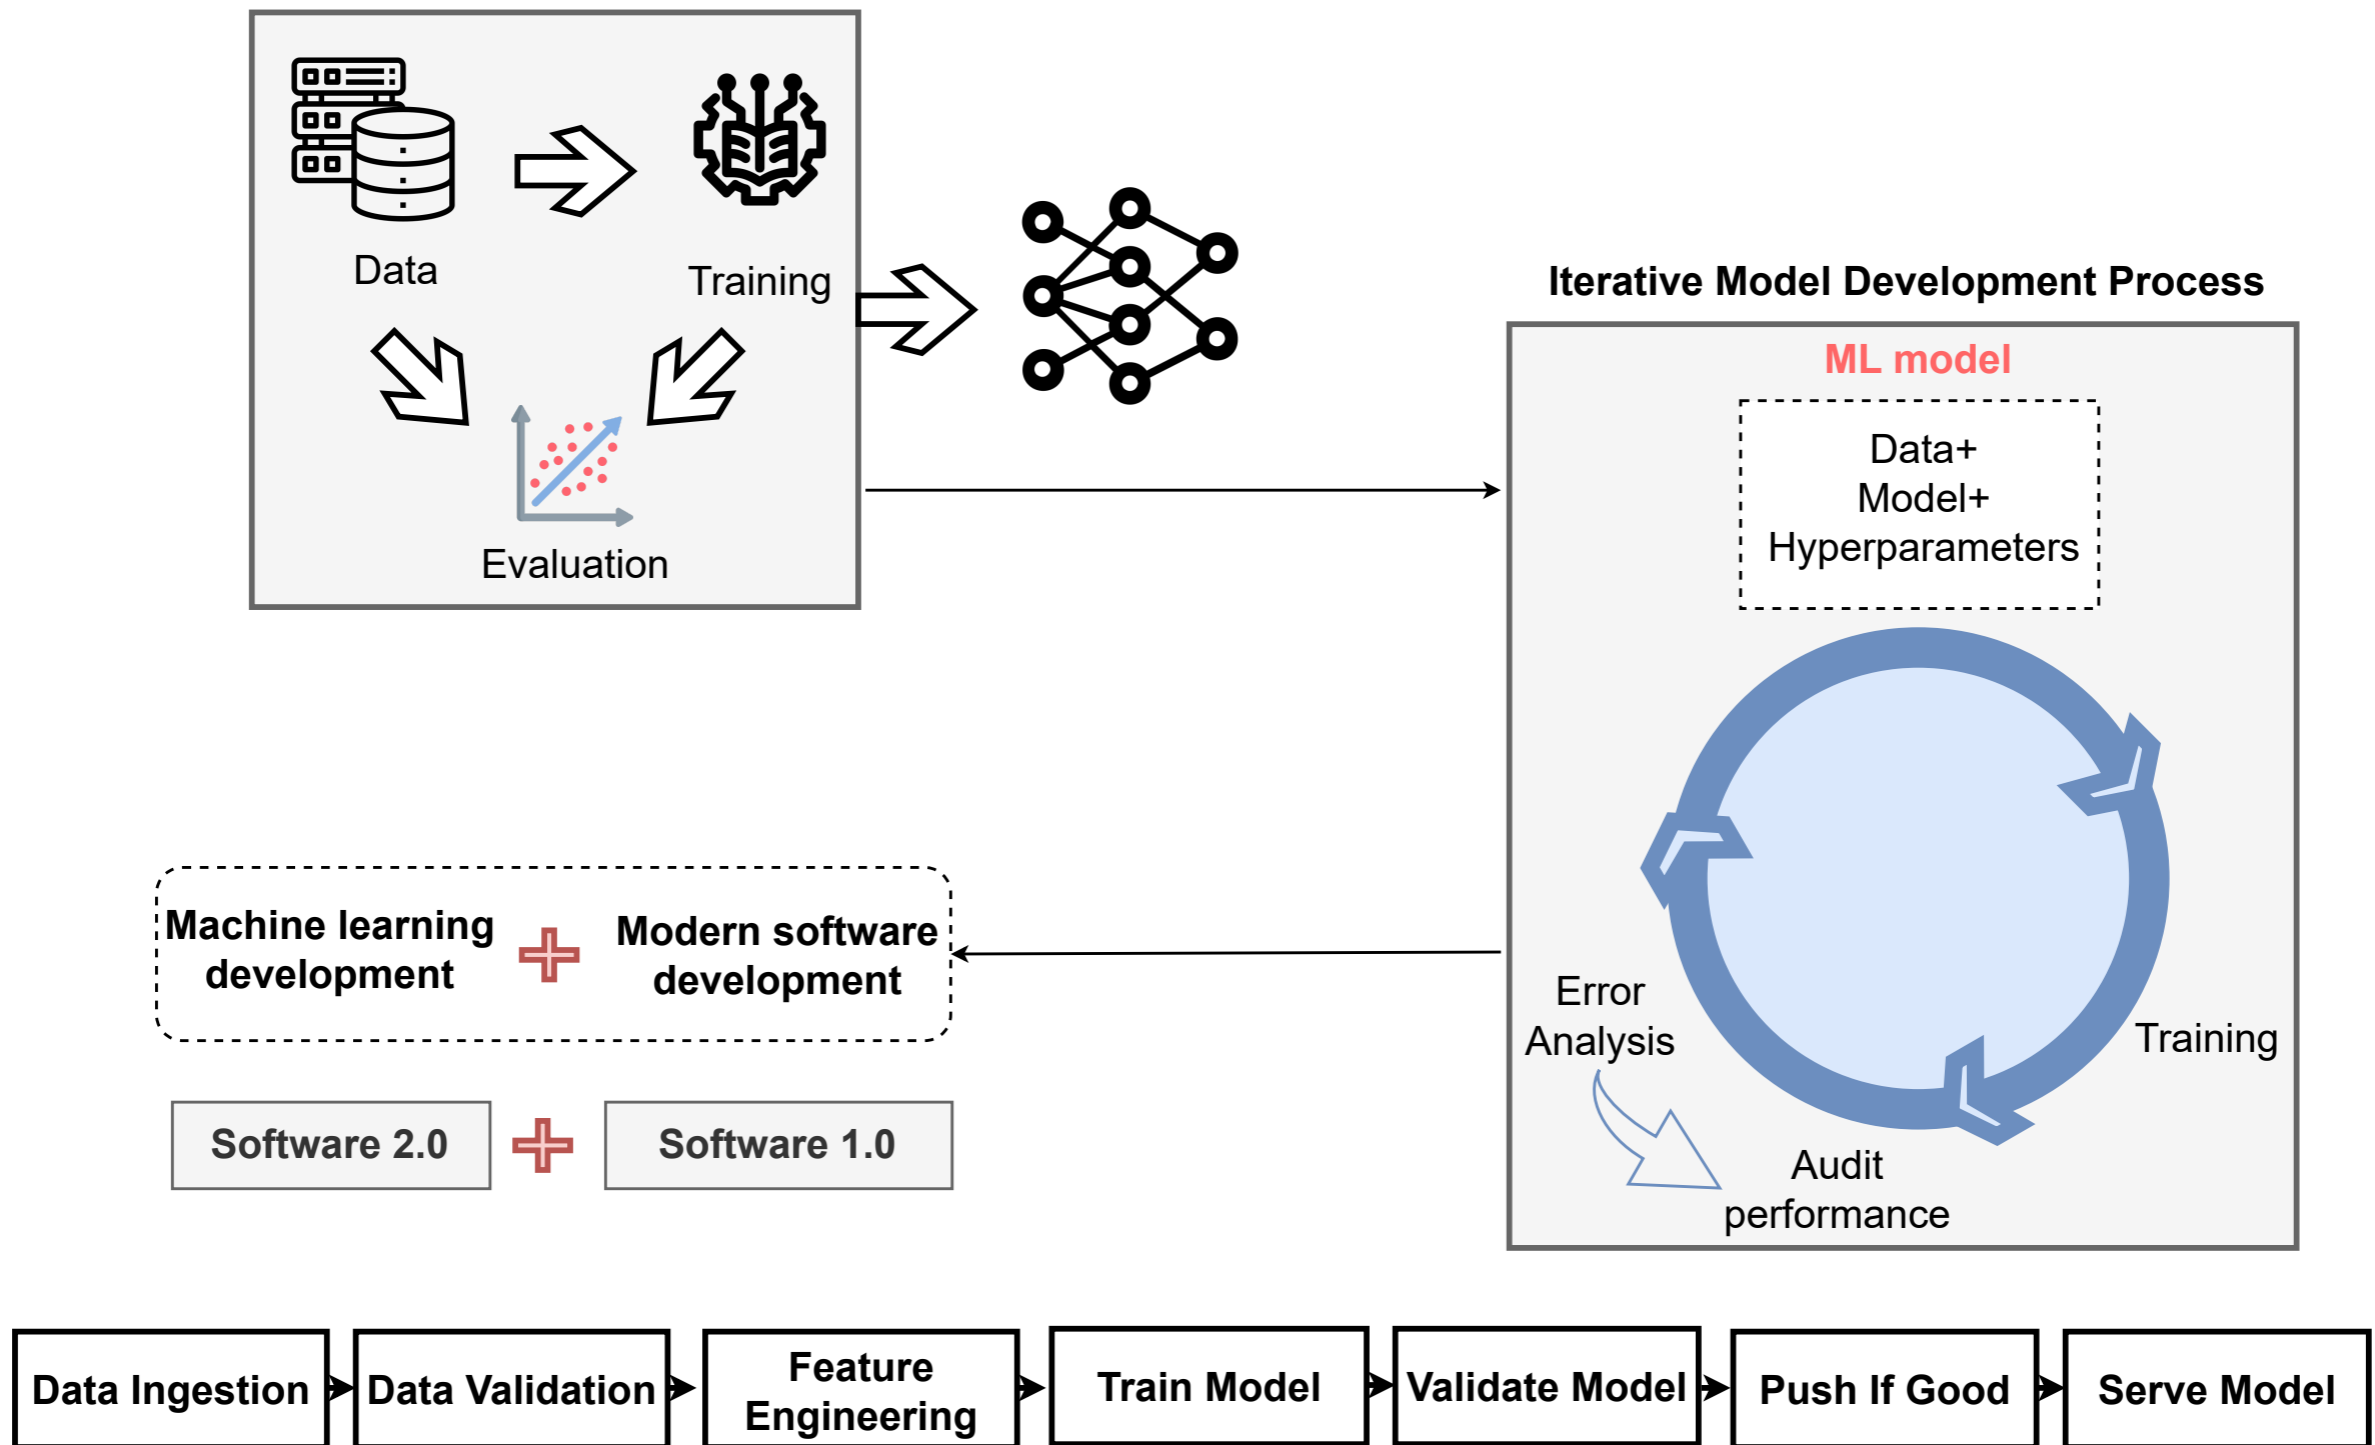 Data
Training
Evaluation
Iterative Model Development Process
ML model
Data+
Model+
Hyperparameters
Error
Analysis
Training
Audit
performance
Machine learning
development
Modern software
development
Software 2.0
Software 1.0
Data Ingestion
Data Validation
Feature
Engineering
Train Model
Validate Model
Push If Good
Serve Model